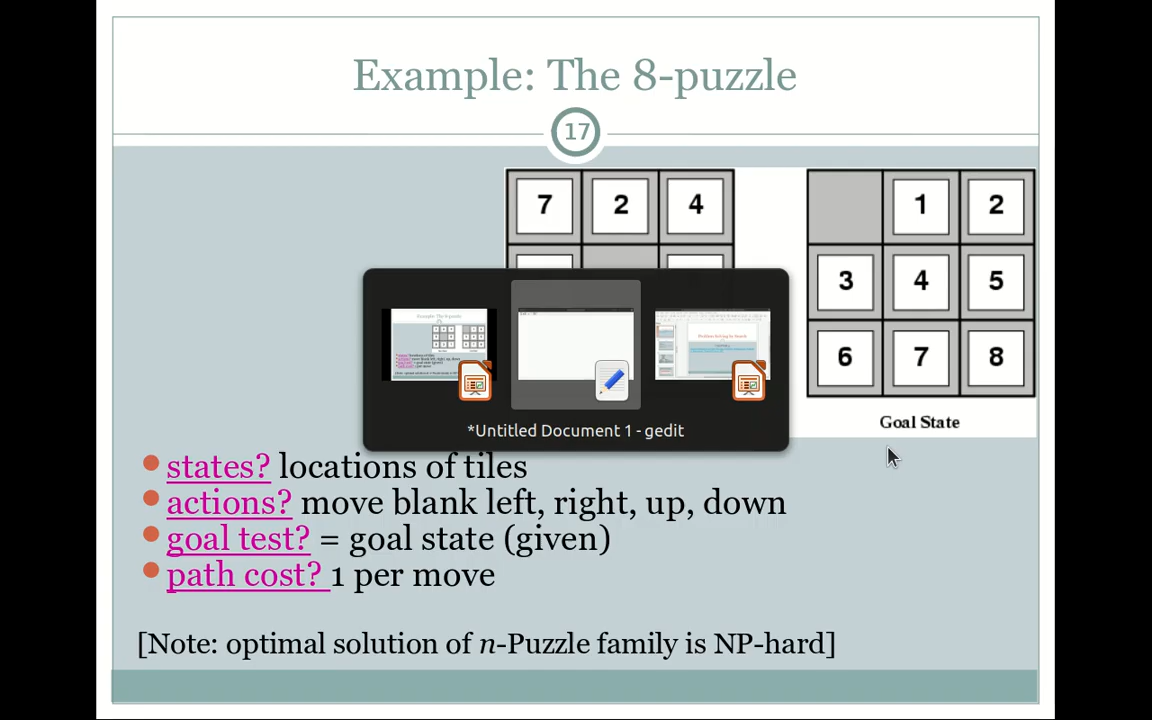 Example: The 8-puzzle
17
7 2 4
1 2
3 4 5
6 7 8
Goal State
*Untitled Document 1 - gedit
states? locations of tiles
actions? move blank left, right, up, down
goal test? = goal state (given)
path cost? 1 per move
[Note: optimal solution of n-Puzzle family is NP-hard]